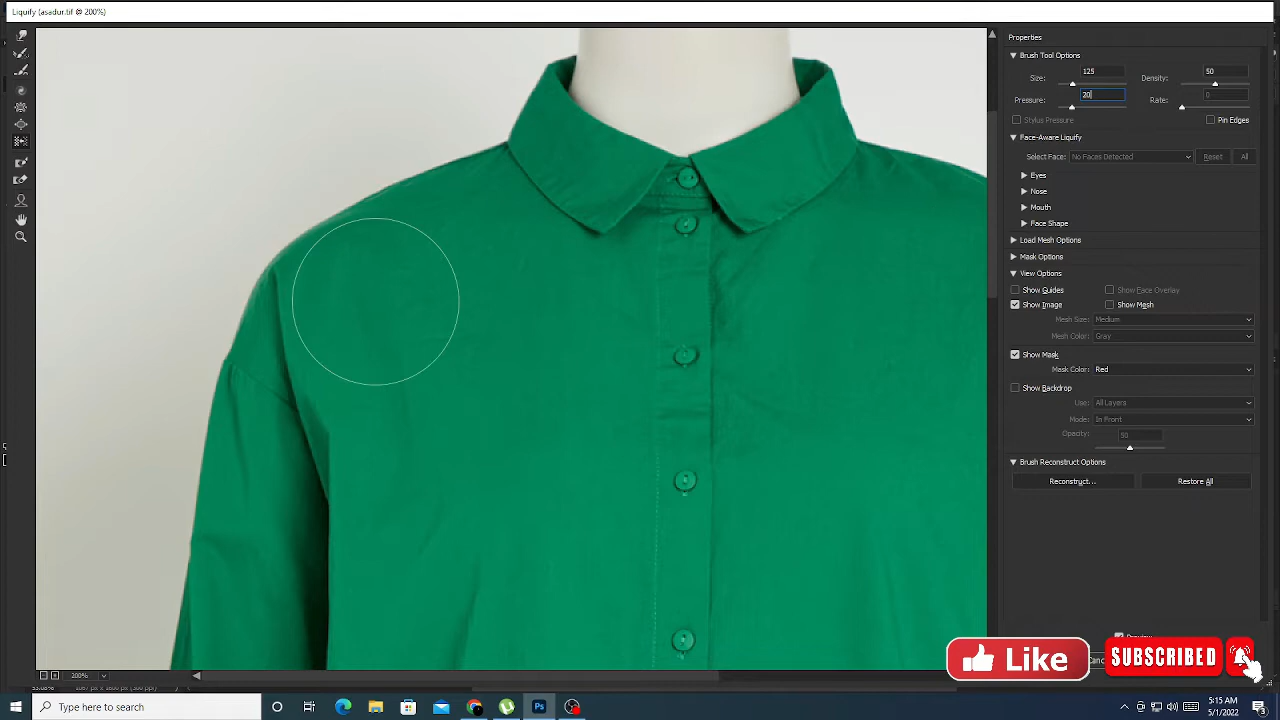 Liquify (asadur.tif @ 200%)
Properties
Brush Tool Options
Size: 125 Density: 50
Pressure: 20 Rate: 0
Stylus Pressure Pin Edges
Face-Aware Liquify
Select Face: No Faces Detected Reset All
Eyes
Nose
Mouth
Face Shape
Load Mesh Options
Mask Options
View Options
Show Guides Show Face Overlay
Show Image Show Mesh
Mesh Size: Medium
Mesh Color: Gray
Show Mask
Mask Color: Red
Show Backdrop
Use: All Layers
Mode: In Front
Opacity: 50
Brush Reconstruct Options
Reconstruct... Restore All
Preview
Like
SUBSCRIBED
200%
Type here to search
Ps
5:15 AM
5/1/2022